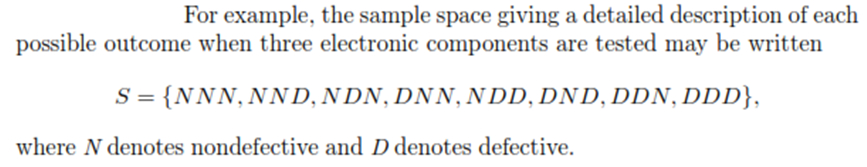 For example, the sample space giving a detailed description of each
possible outcome when three electronic components are tested may be written
S = {NNN, NND, NDN, DNN, NDD, DND, DDN, DDD},
where N denotes nondefective and D denotes defective.